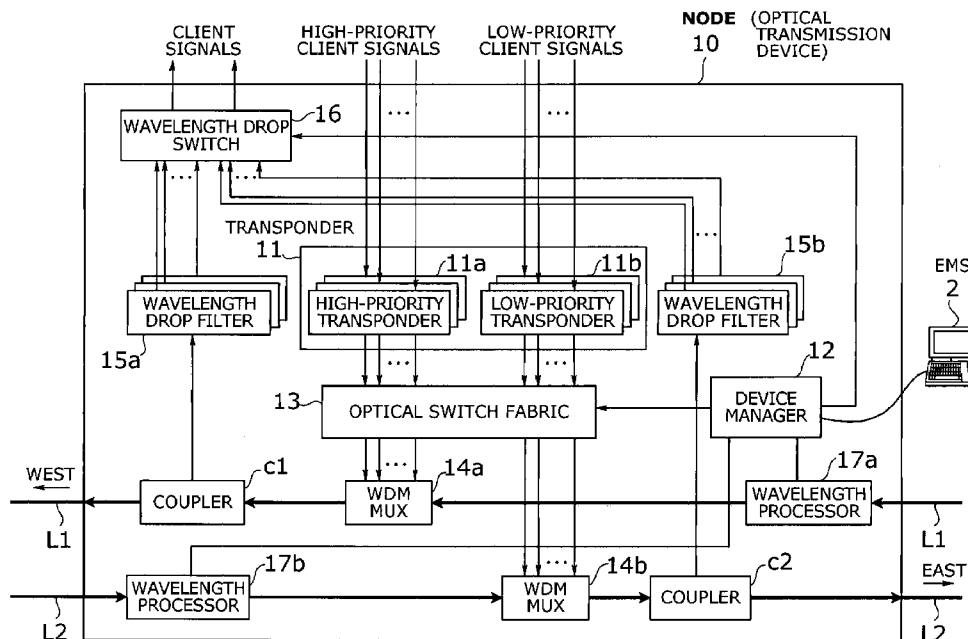 CLIENT
SIGNALS
HIGH-PRIORITY
CLIENT SIGNALS
LOW-PRIORITY
CLIENT SIGNALS
NODE (OPTICAL
TRANSMISSION
DEVICE)
10
16
WAVELENGTH DROP
SWITCH
TRANSPONDER
11
11a
11b
15b
EMS
2
WAVELENGTH
DROP FILTER
HIGH-PRIORITY
TRANSPONDER
LOW-PRIORITY
TRANSPONDER
WAVELENGTH
DROP FILTER
15a
12
13
OPTICAL SWITCH FABRIC
DEVICE
MANAGER
WEST
c1
14a
17a
COUPLER
WDM
MUX
WAVELENGTH
PROCESSOR
L1
L1
17b
14b
c2
EAST
WAVELENGTH
PROCESSOR
WDM
MUX
COUPLER
L2
L2